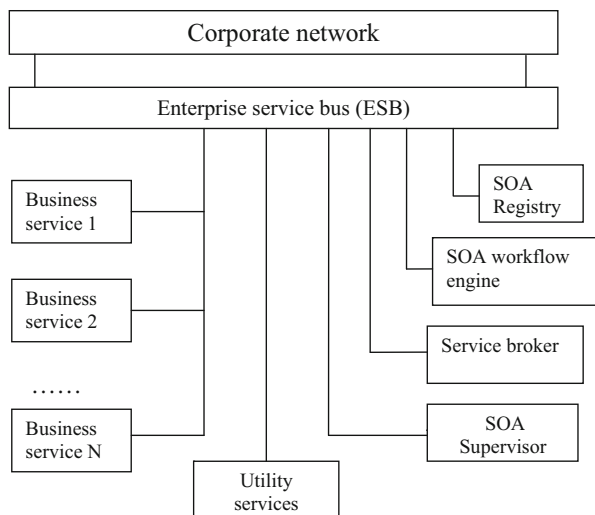 Corporate network
Enterprise service bus (ESB)
Business
service 1
Business
service 2
……
Business
service N
Utility
services
SOA
Registry
SOA workflow
engine
Service broker
SOA
Supervisor